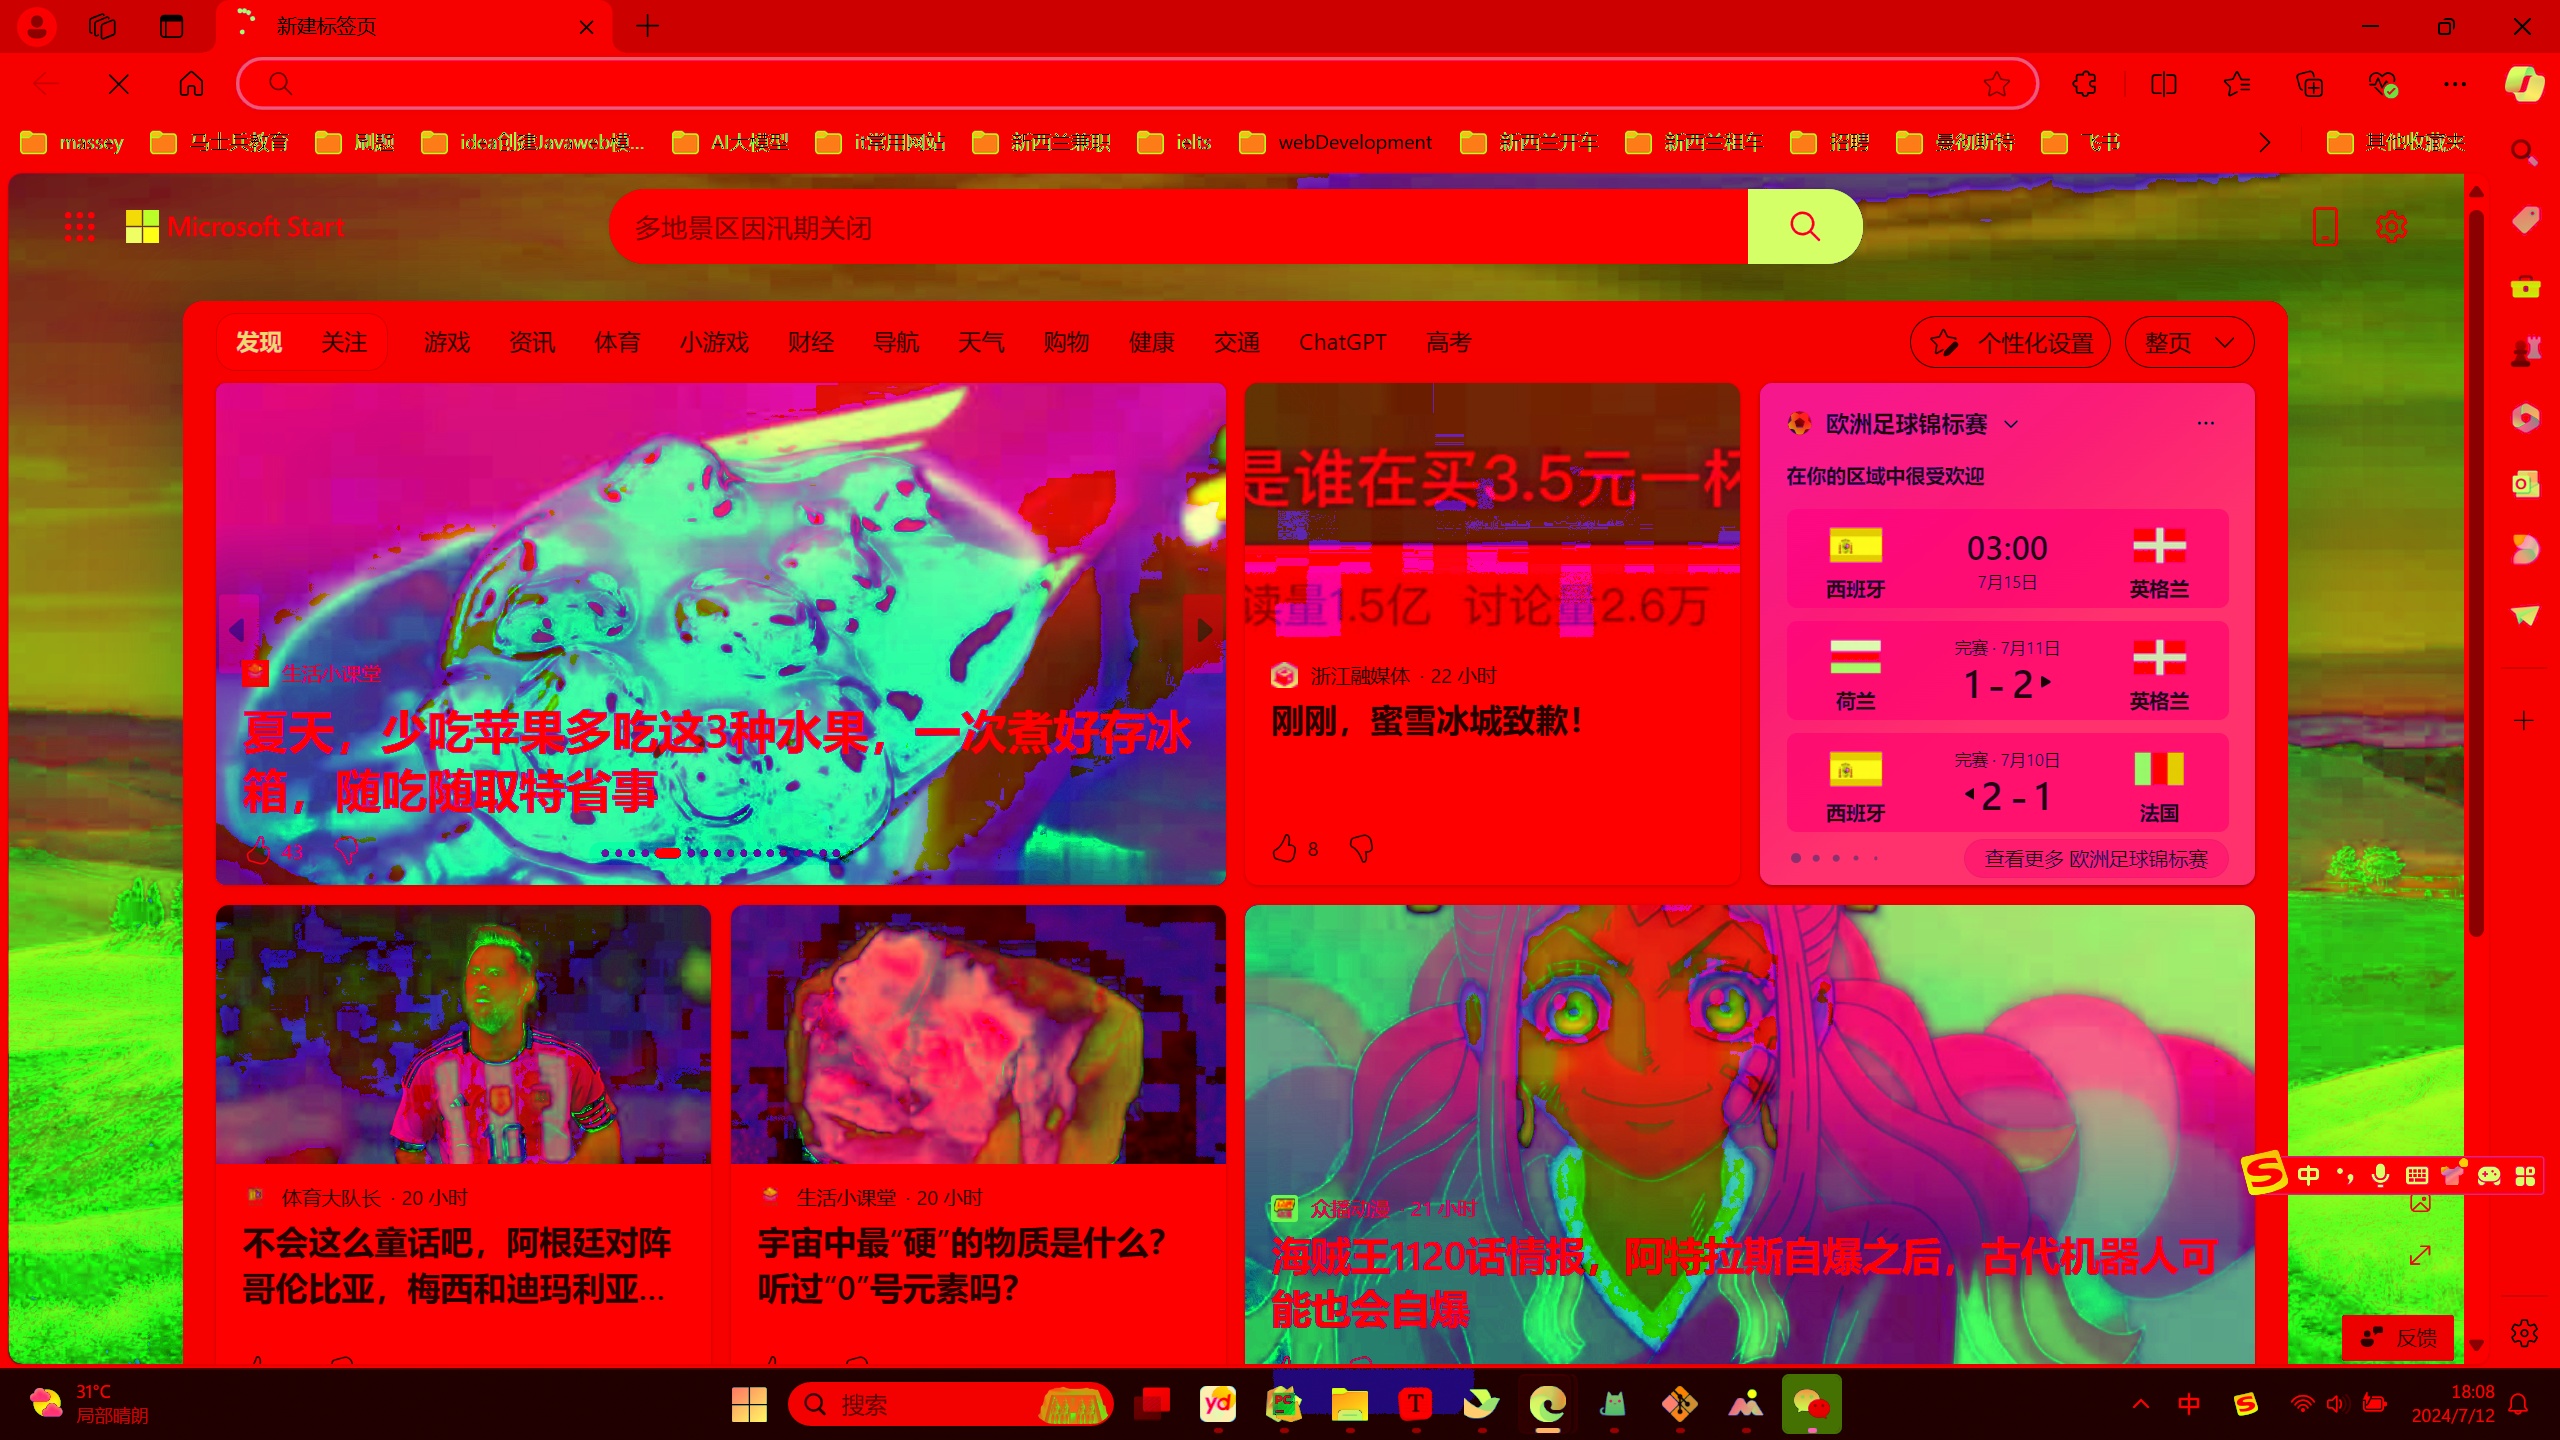 新建标签页
massey 马士兵教育 刷题 idea创建Javaweb模... AI大模型 it常用网站 新西兰兼职 ielts webDevelopment 新西兰开车 新西兰租车 招聘 曼彻斯特 飞书 其他收藏夹
Microsoft Start
多地景区因汛期关闭
发现 关注 游戏 资讯 体育 小游戏 财经 导航 天气 购物 健康 交通 ChatGPT 高考
个性化设置 整页
生活小课堂
夏天，少吃苹果多吃这3种水果，一次煮好存冰
箱，随吃随取特省事
43
是谁在买3.5元一杯
读量1.5亿 讨论量2.6万
浙江融媒体 · 22 小时
刚刚，蜜雪冰城致歉！
8
欧洲足球锦标赛
在你的区域中很受欢迎
03:00
7月15日
西班牙 英格兰
完赛 · 7月11日
1 - 2
荷兰 英格兰
完赛 · 7月10日
2 - 1
西班牙 法国
查看更多 欧洲足球锦标赛
10
体育大队长 · 20 小时
不会这么童话吧，阿根廷对阵
哥伦比亚，梅西和迪玛利亚...
生活小课堂 · 20 小时
宇宙中最“硬”的物质是什么？
听过“0”号元素吗？
众播动漫 · 21 小时
海贼王1120话情报，阿特拉斯自爆之后，古代机器人可
能也会自爆
中
反馈
31°C
局部晴朗
搜索
yd
PC
T
中
18:08
2024/7/12